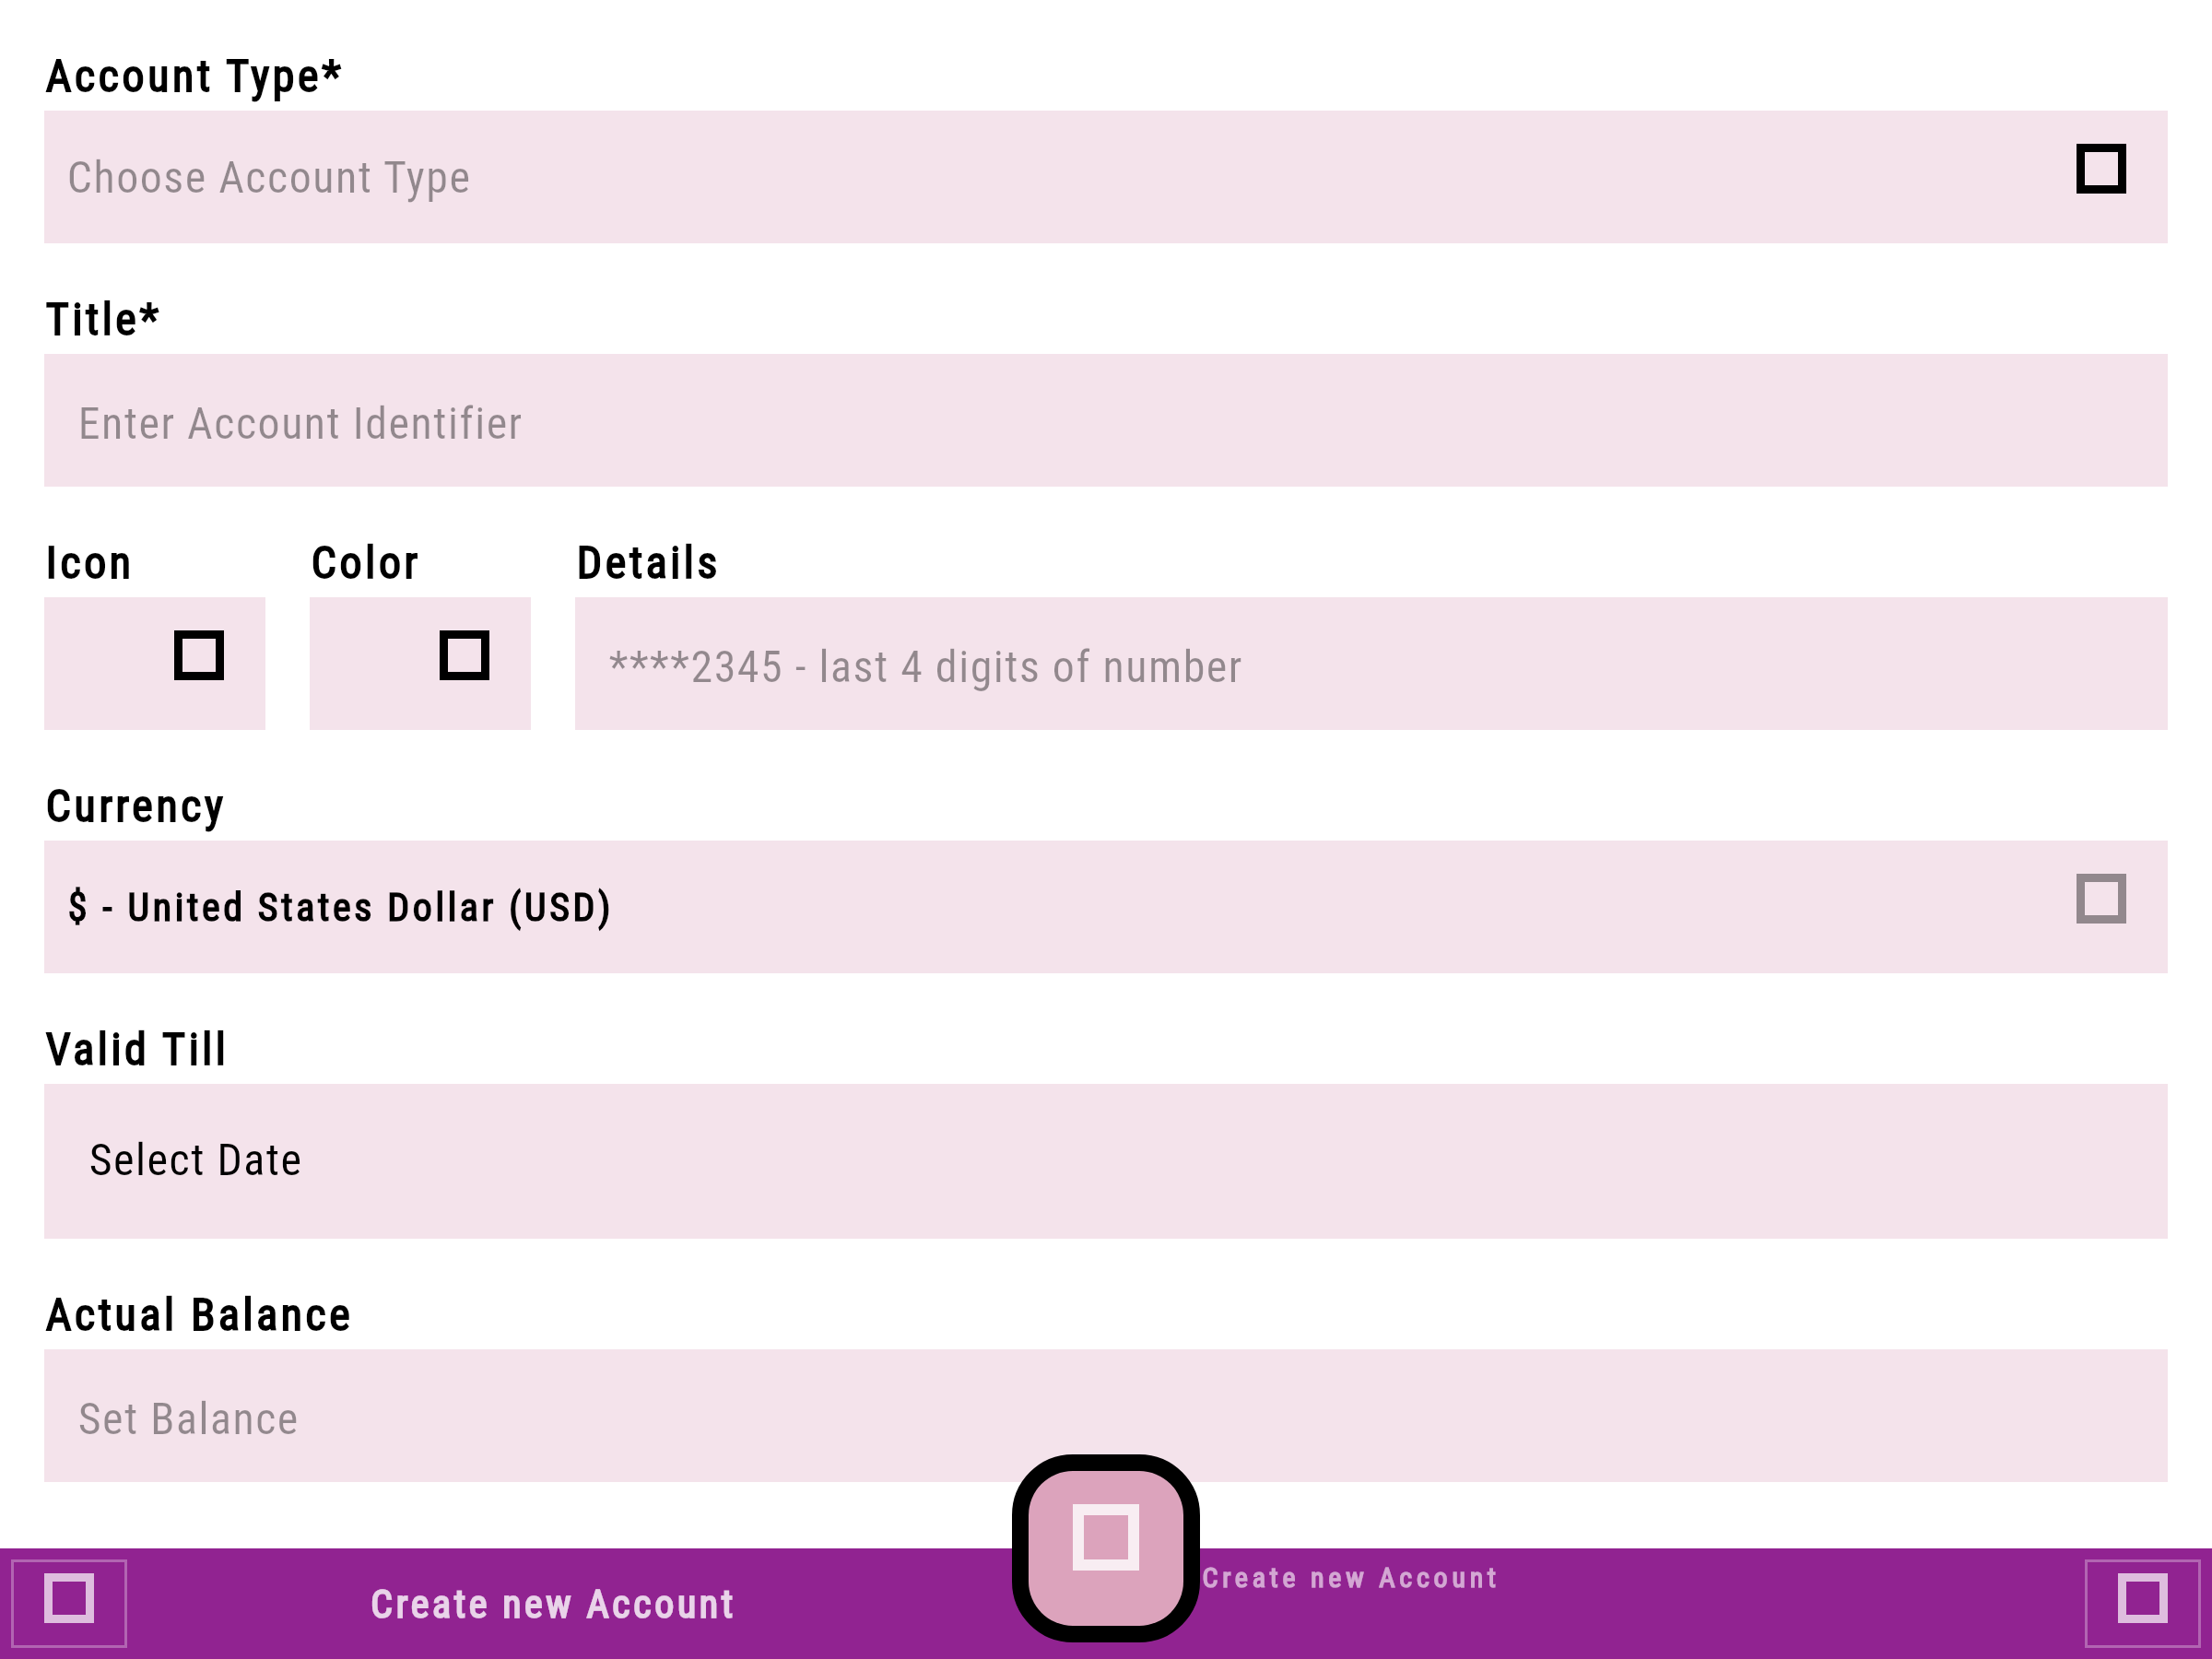 Account Type*
Choose Account Type
Title*
Enter Account Identifier
Icon Color Details
****2345 - last 4 digits of number
Currency
$ - United States Dollar (USD)
Valid Till
Select Date
Actual Balance
Set Balance
Create new Account
Create new Account